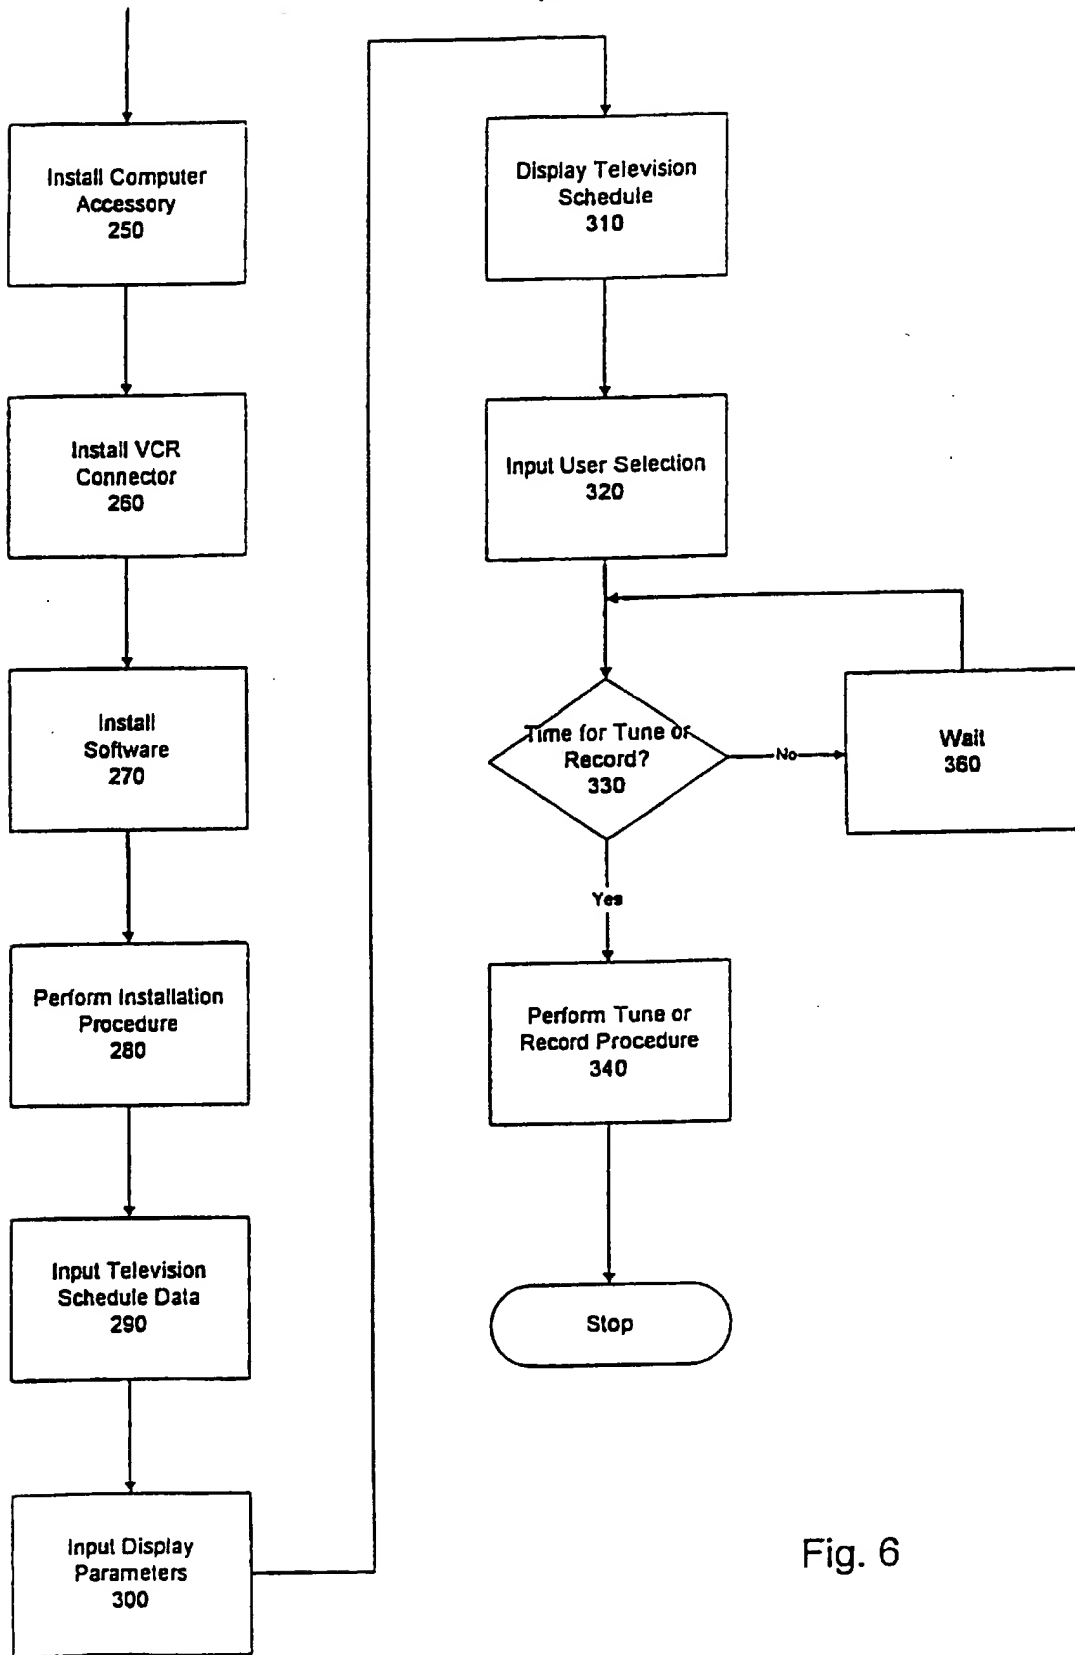 Install Computer
Accessory
250
Install VCR
Connector
260
Install
Software
270
Perform Installation
Procedure
280
Input Television
Schedule Data
290
Input Display
Parameters
300
Display Television
Schedule
310
Input User Selection
320
Time for Tune or
Record?
330
No
Wait
360
Yes
Perform Tune or
Record Procedure
340
Stop
Fig. 6